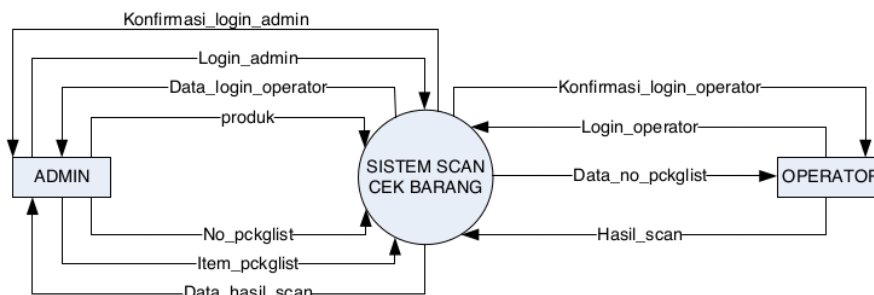 Konfirmasi_login_admin
Login_admin
Data_login_operator
produk
ADMIN
No_pckglist
Item_pckglist
Data_hasil_scan
SISTEM SCAN
CEK BARANG
Konfirmasi_login_operator
Login_operator
Data_no_pckglist
OPERATOR
Hasil_scan